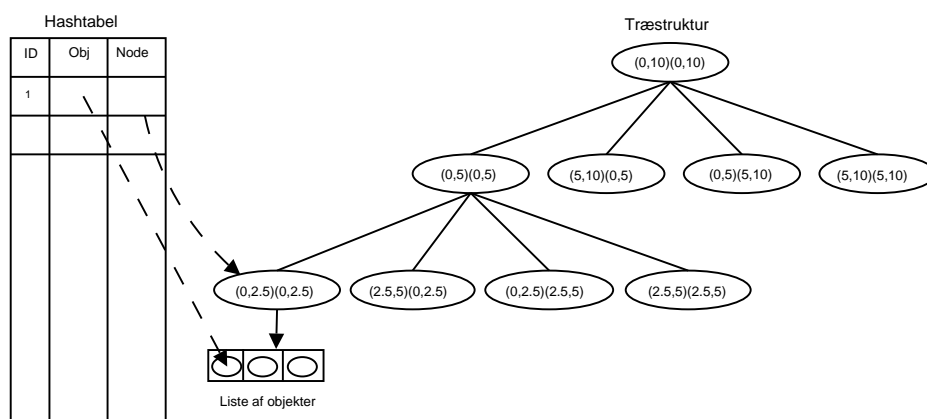 Hashtabel
Træstruktur
ID Obj Node
1
(0,10)(0,10)
(0,5)(0,5) (5,10)(0,5) (0,5)(5,10) (5,10)(5,10)
(0,2.5)(0,2.5) (2.5,5)(0,2.5) (0,2.5)(2.5,5) (2.5,5)(2.5,5)
Liste af objekter